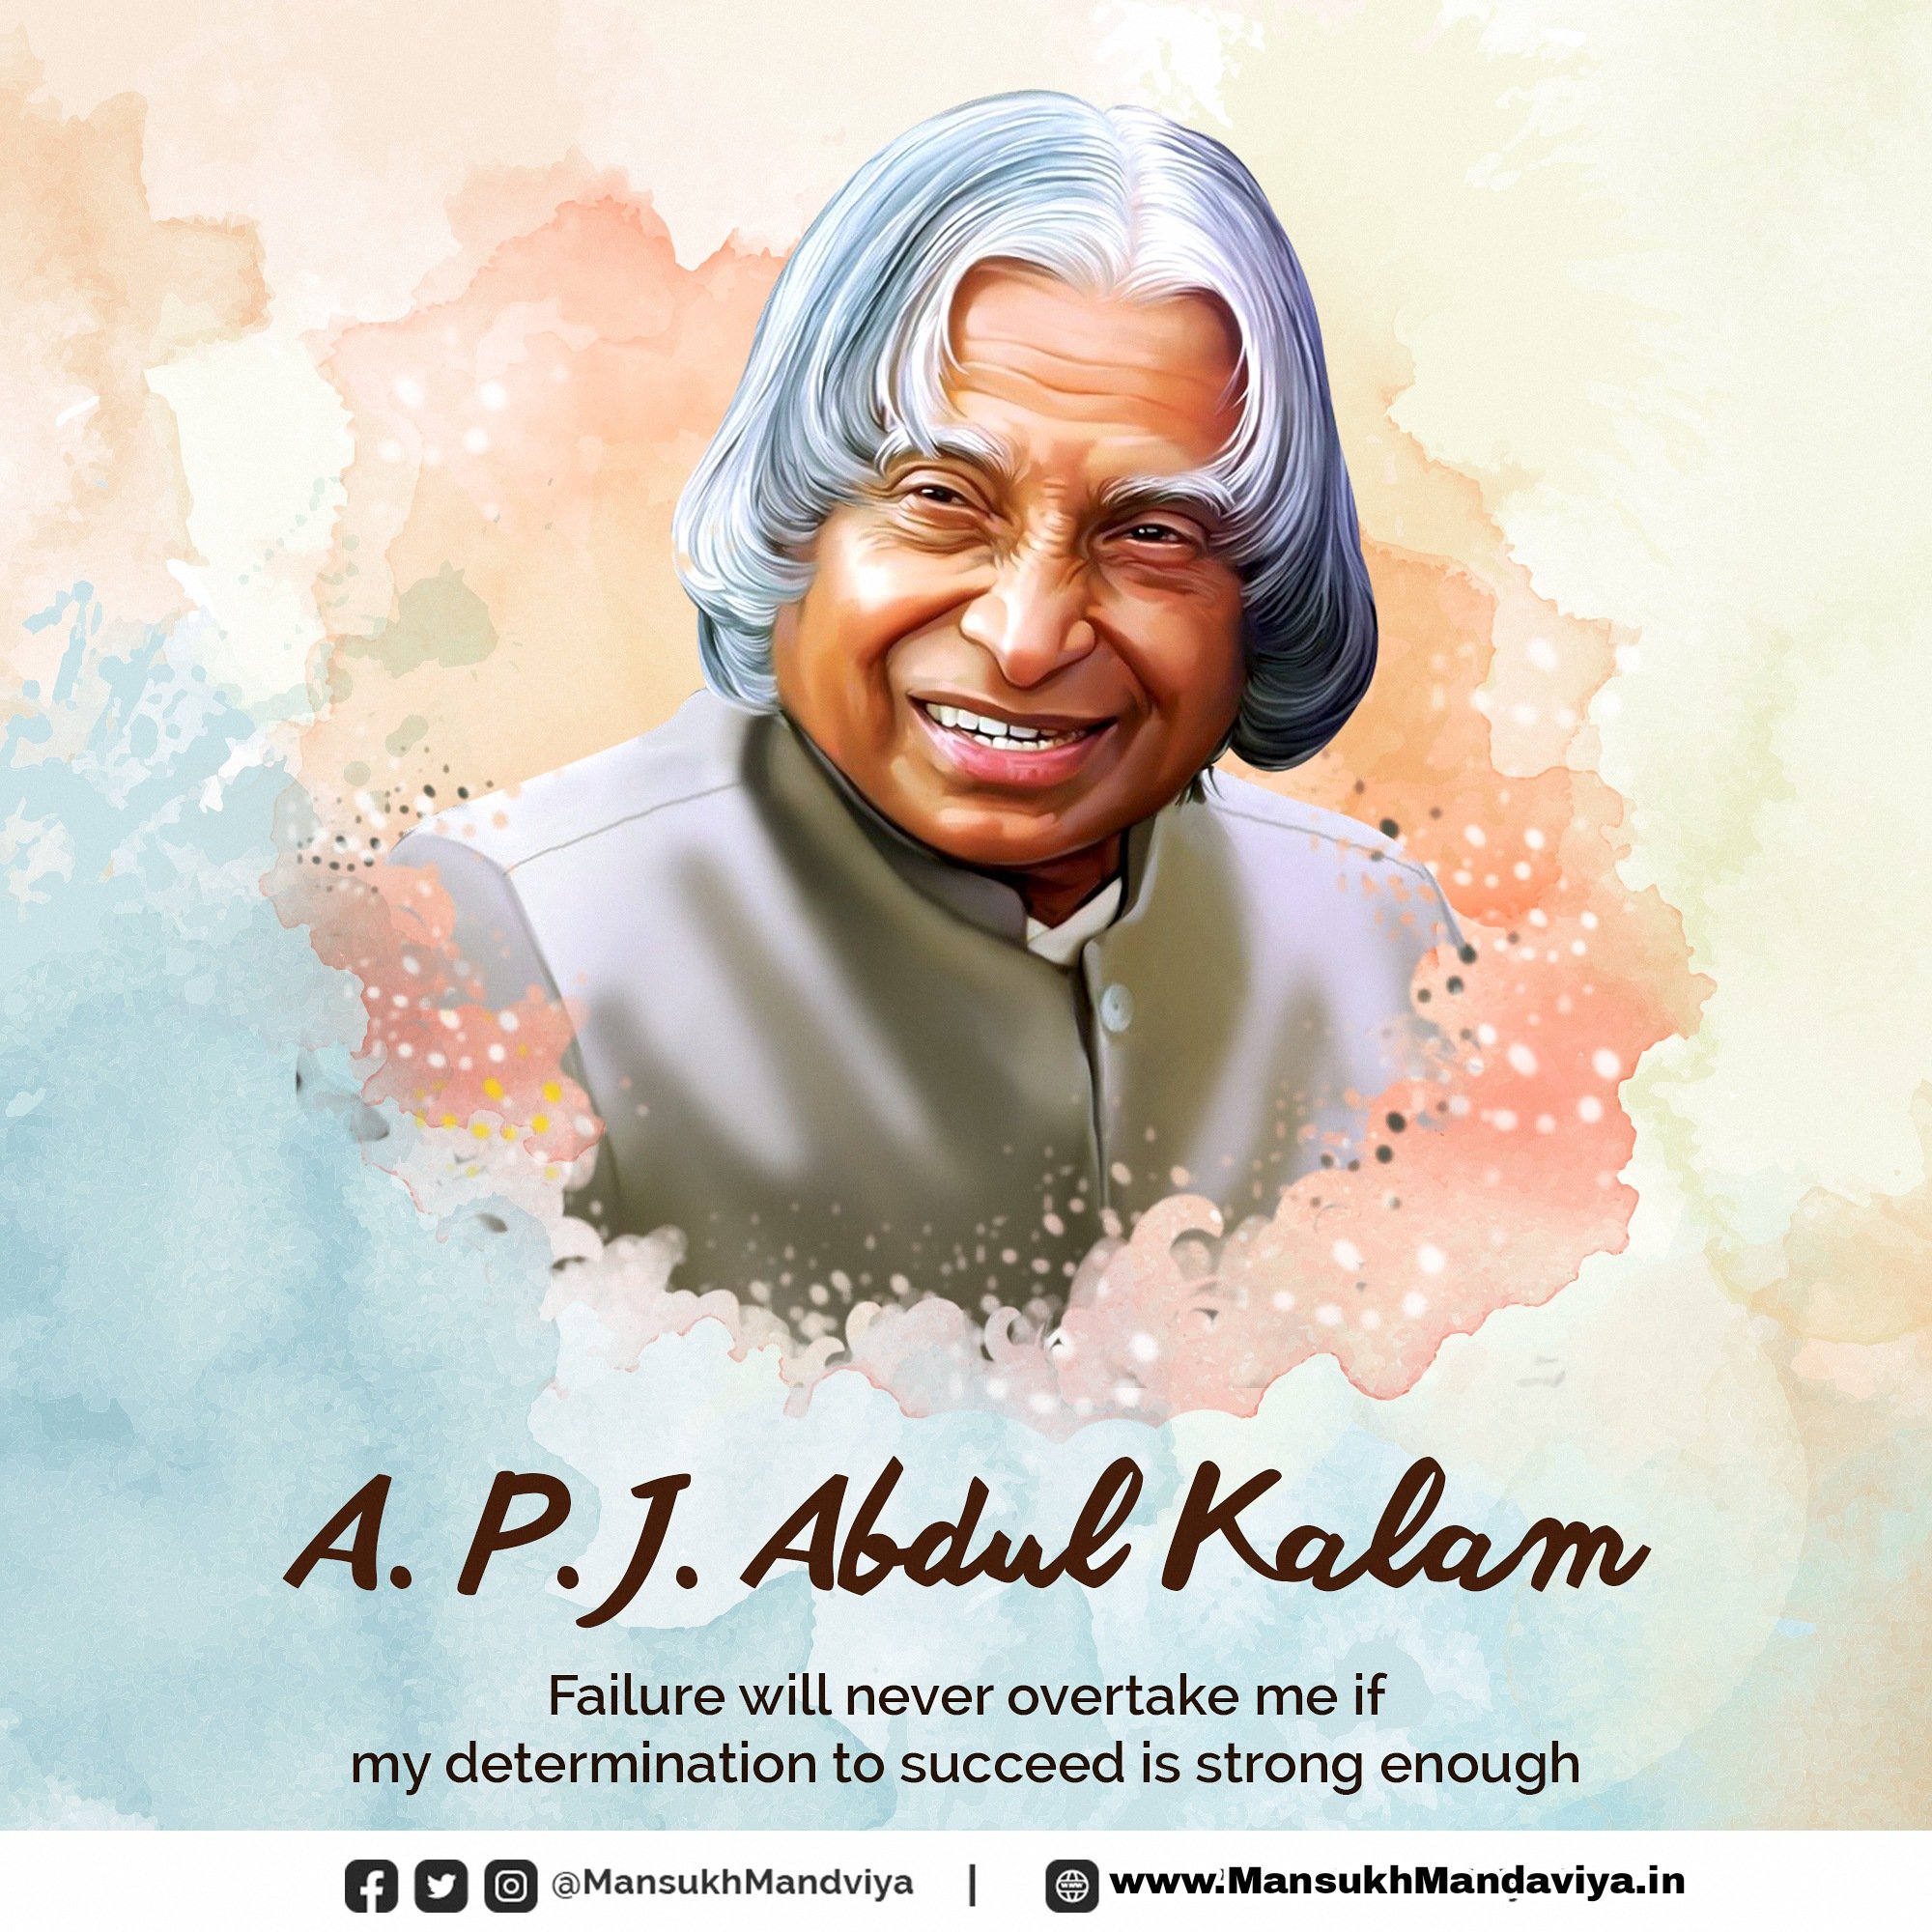 A. P. J. Abdul Kalam
Failure will never overtake me if
my determination to succeed is strong enough
@MansukhMandviya | www.MansukhMandaviya.in